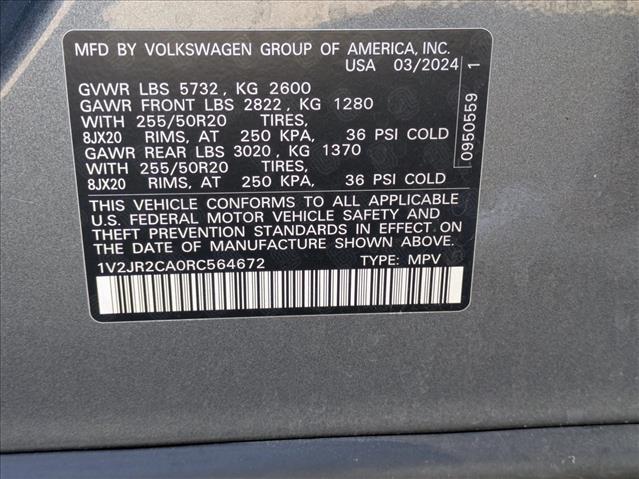 MFD BY VOLKSWAGEN GROUP OF AMERICA, INC.
USA 03/2024
GVWR LBS 5732 , KG 2600
GAWR FRONT LBS 2822 , KG 1280
WITH 255/50R20 TIRES,
8JX20 RIMS, AT 250 KPA, 36 PSI COLD
GAWR REAR LBS 3020 , KG 1370
WITH 255/50R20 TIRES,
8JX20 RIMS, AT 250 KPA, 36 PSI COLD
THIS VEHICLE CONFORMS TO ALL APPLICABLE
U.S. FEDERAL MOTOR VEHICLE SAFETY AND
THEFT PREVENTION STANDARDS IN EFFECT ON
THE DATE OF MANUFACTURE SHOWN ABOVE.
1V2JR2CA0RC564672 TYPE: MPV
0950559 1